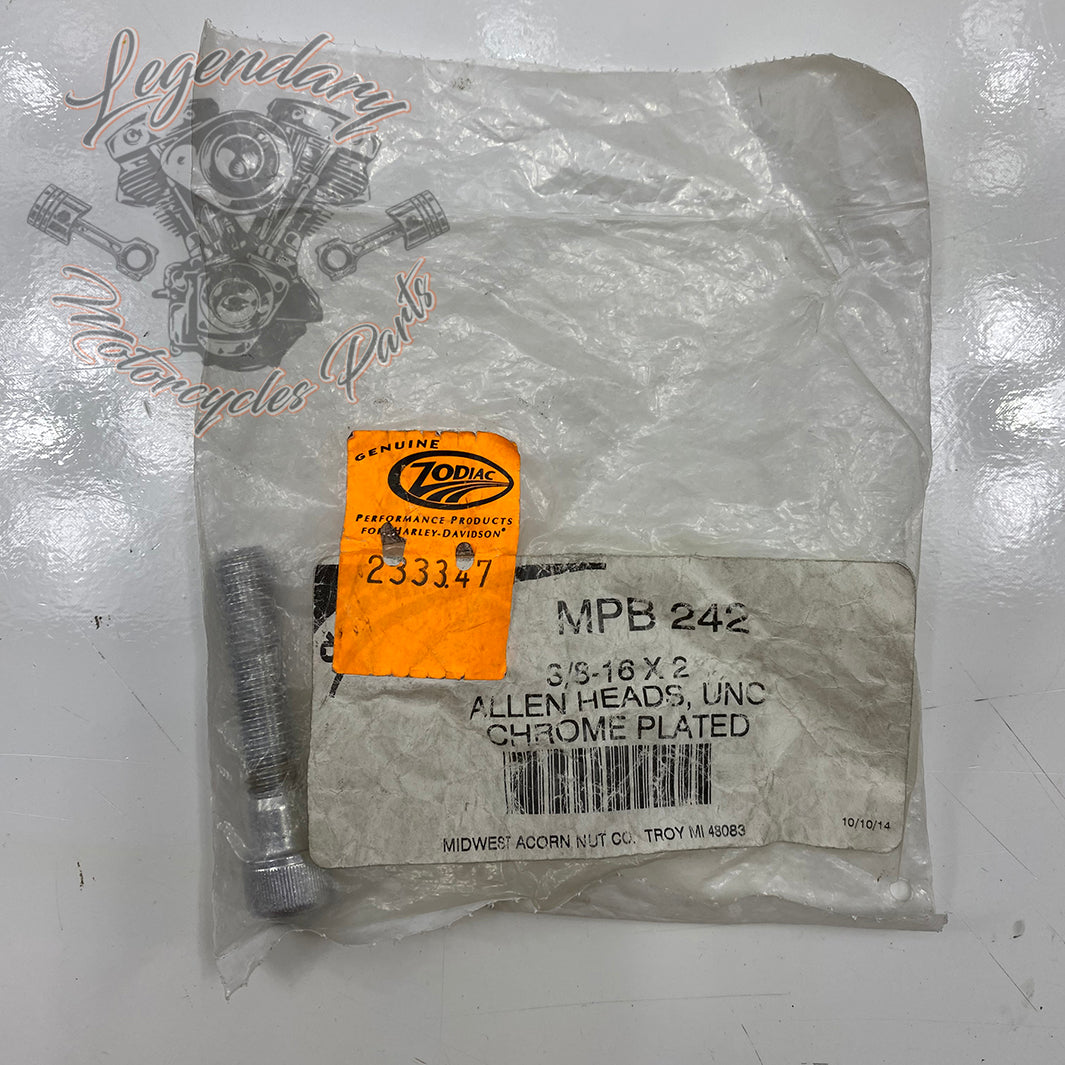 Legendary
Motorcycles Parts
GENUINE
ZODIAC
PERFORMANCE PRODUCTS
FOR HARLEY-DAVIDSON®
233347
MPB 242
3/8-16 X 2
ALLEN HEADS, UNC
CHROME PLATED
MIDWEST ACORN NUT CO. TROY MI 48083
10/10/14